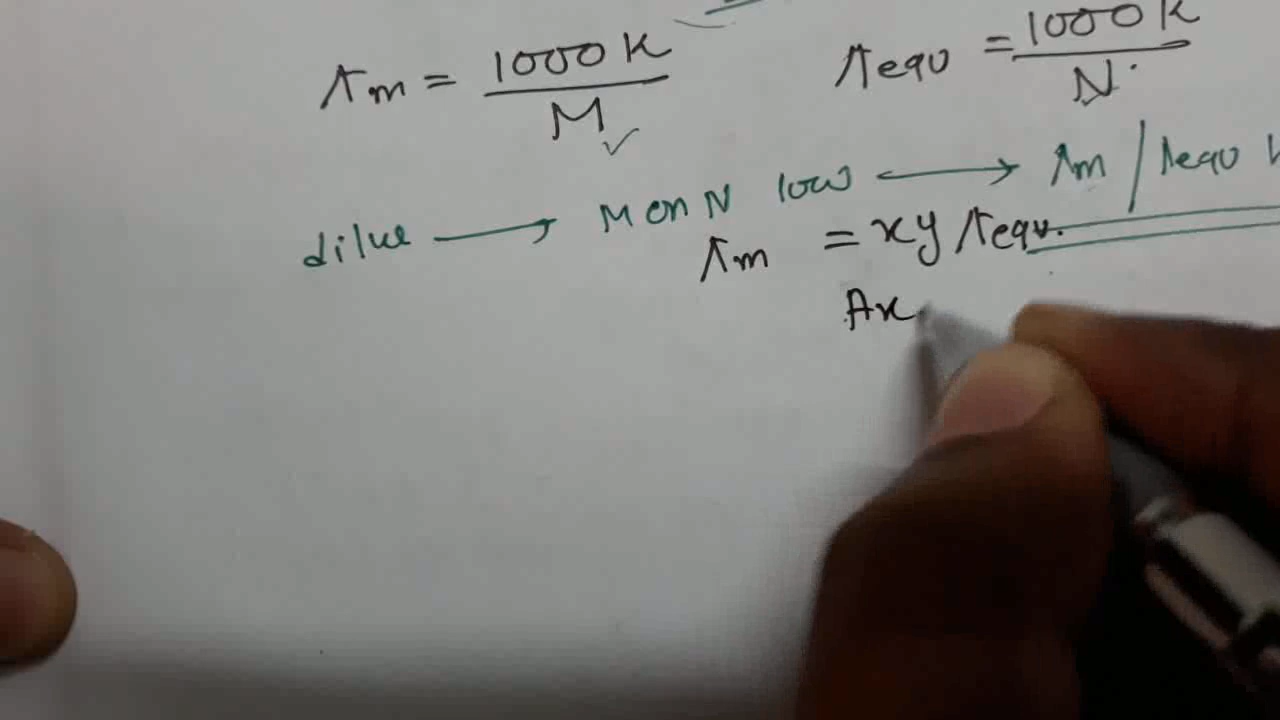 Λm = 1000 K / M
Λequ = 1000 K / N
dilue → M or N low ⟷ Λm / Λequ
Λm = xy Λequ.
Ax